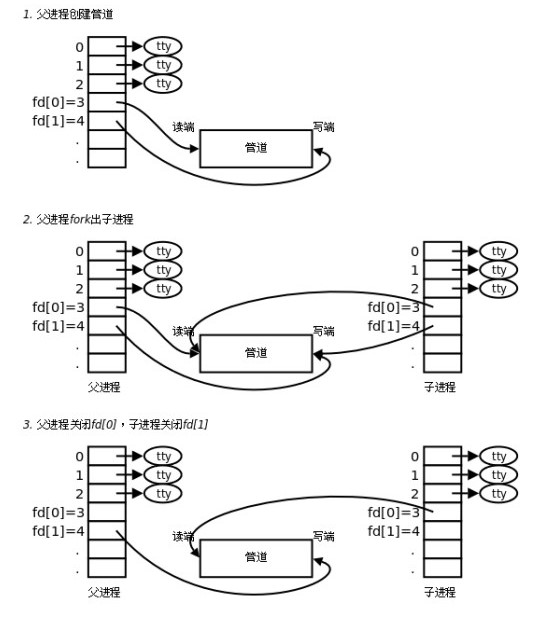 1. 父进程创建管道
0 tty
1 tty
2 tty
fd[0]=3
fd[1]=4
.
.
读端 写端
管道
2. 父进程fork出子进程
0 tty 0 tty
1 tty 1 tty
2 tty 2 tty
fd[0]=3 fd[0]=3
fd[1]=4 读端 写端 fd[1]=4
. 管道 .
. .
父进程 子进程
3. 父进程关闭fd[0]，子进程关闭fd[1]
0 tty 0 tty
1 tty 1 tty
2 tty 2 tty
fd[0]=3 fd[0]=3
fd[1]=4 读端 写端 fd[1]=4
. 管道 .
. .
父进程 子进程